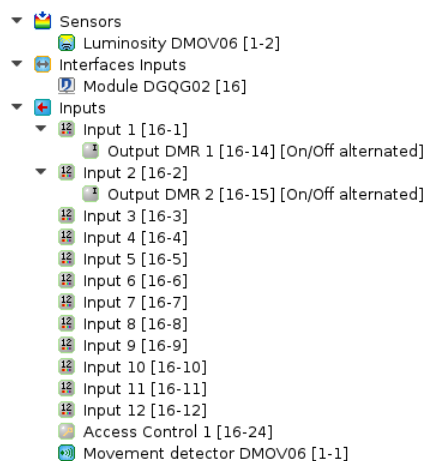 Sensors
Luminosity DMOV06 [1-2]
Interfaces Inputs
Module DGQG02 [16]
Inputs
Input 1 [16-1]
Output DMR 1 [16-14] [On/Off alternated]
Input 2 [16-2]
Output DMR 2 [16-15] [On/Off alternated]
Input 3 [16-3]
Input 4 [16-4]
Input 5 [16-5]
Input 6 [16-6]
Input 7 [16-7]
Input 8 [16-8]
Input 9 [16-9]
Input 10 [16-10]
Input 11 [16-11]
Input 12 [16-12]
Access Control 1 [16-24]
Movement detector DMOV06 [1-1]